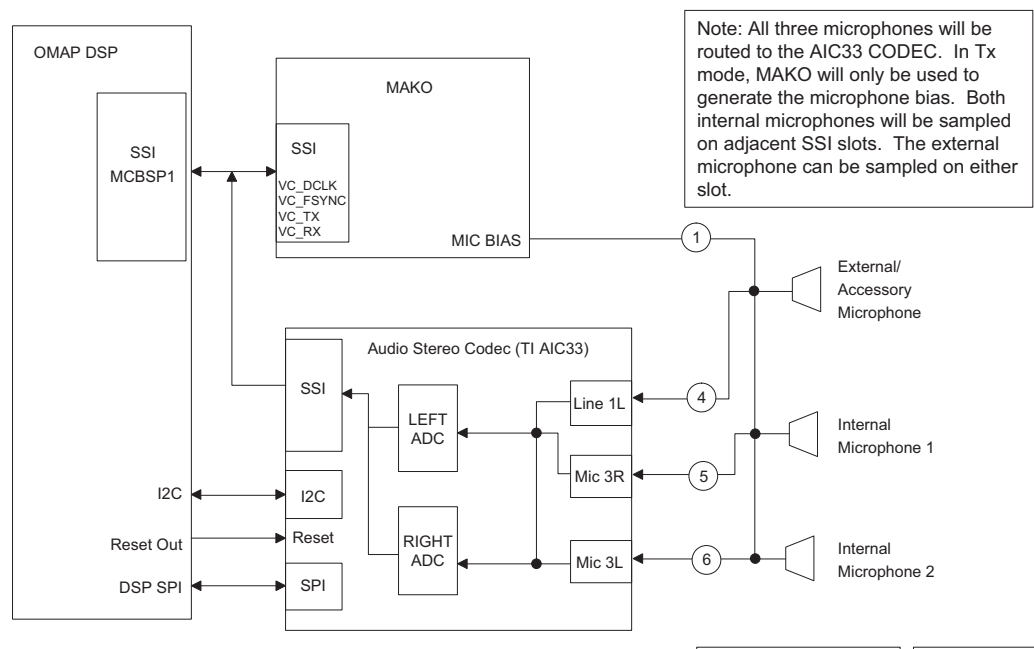 OMAP DSP
SSI
MCBSP1
I2C
Reset Out
DSP SPI
MAKO
SSI
VC_DCLK
VC_FSYNC
VC_TX
VC_RX
MIC BIAS
1
Note: All three microphones will be
routed to the AIC33 CODEC. In Tx
mode, MAKO will only be used to
generate the microphone bias. Both
internal microphones will be sampled
on adjacent SSI slots. The external
microphone can be sampled on either
slot.
External/
Accessory
Microphone
Audio Stereo Codec (TI AIC33)
SSI
LEFT
ADC
Line 1L
4
Mic 3R
5
Internal
Microphone 1
I2C
Reset
SPI
RIGHT
ADC
Mic 3L
6
Internal
Microphone 2